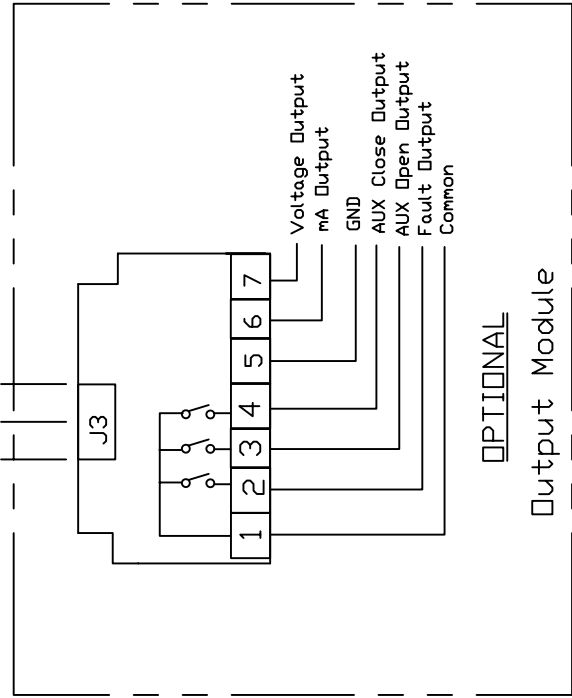 J3
7
6
5
4
3
2
1
Voltage Output
mA Output
GND
AUX Close Output
AUX Open Output
Fault Output
Common
OPTIONAL
Output Module